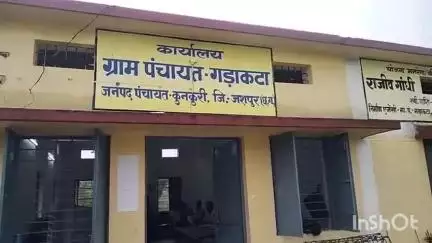 कार्यालय
ग्राम पंचायत-गड़ाकटा
जनपद पंचायत-कुनकुरी, जि.-जशपुर(छ.ग.)
राजीव गाँधी
InShOt